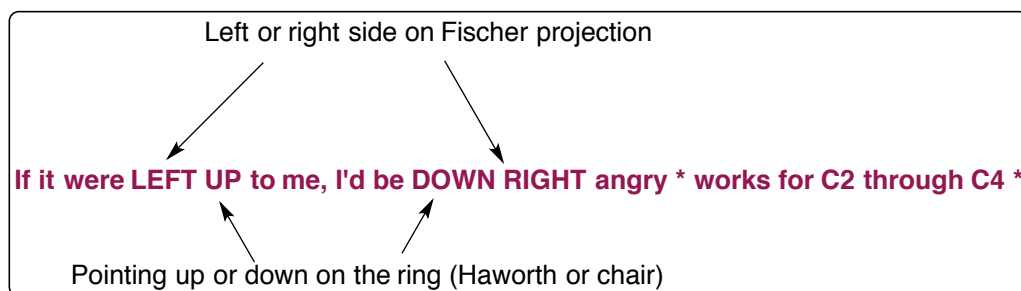 Left or right side on Fischer projection
If it were LEFT UP to me, I'd be DOWN RIGHT angry * works for C2 through C4 *
Pointing up or down on the ring (Haworth or chair)